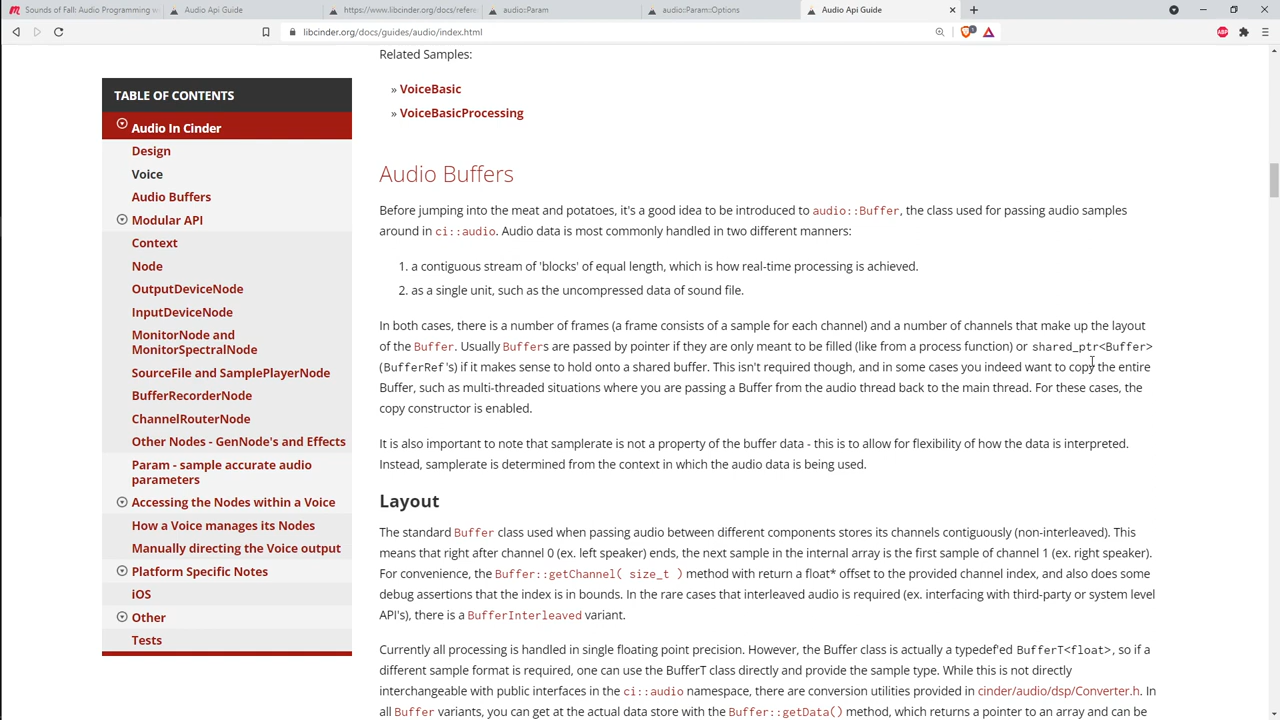 Sounds of Fall: Audio Programming w
Audio Api Guide
https://www.libcinder.org/docs/refere
audio::Param
audio::Param::Options
Audio Api Guide
libcinder.org/docs/guides/audio/index.html
Related Samples:
» VoiceBasic
» VoiceBasicProcessing
TABLE OF CONTENTS
Audio In Cinder
Design
Voice
Audio Buffers
Modular API
Context
Node
OutputDeviceNode
InputDeviceNode
MonitorNode and
MonitorSpectralNode
SourceFile and SamplePlayerNode
BufferRecorderNode
ChannelRouterNode
Other Nodes - GenNode's and Effects
Param - sample accurate audio
parameters
Accessing the Nodes within a Voice
How a Voice manages its Nodes
Manually directing the Voice output
Platform Specific Notes
iOS
Other
Tests
Audio Buffers
Before jumping into the meat and potatoes, it's a good idea to be introduced to audio::Buffer, the class used for passing audio samples
around in ci::audio. Audio data is most commonly handled in two different manners:
1. a contiguous stream of 'blocks' of equal length, which is how real-time processing is achieved.
2. as a single unit, such as the uncompressed data of sound file.
In both cases, there is a number of frames (a frame consists of a sample for each channel) and a number of channels that make up the layout
of the Buffer. Usually Buffers are passed by pointer if they are only meant to be filled (like from a process function) or shared_ptr<Buffer>
(BufferRef's) if it makes sense to hold onto a shared buffer. This isn't required though, and in some cases you indeed want to copy the entire
Buffer, such as multi-threaded situations where you are passing a Buffer from the audio thread back to the main thread. For these cases, the
copy constructor is enabled.
It is also important to note that samplerate is not a property of the buffer data - this is to allow for flexibility of how the data is interpreted.
Instead, samplerate is determined from the context in which the audio data is being used.
Layout
The standard Buffer class used when passing audio between different components stores its channels contiguously (non-interleaved). This
means that right after channel 0 (ex. left speaker) ends, the next sample in the internal array is the first sample of channel 1 (ex. right speaker).
For convenience, the Buffer::getChannel( size_t ) method with return a float* offset to the provided channel index, and also does some
debug assertions that the index is in bounds. In the rare cases that interleaved audio is required (ex. interfacing with third-party or system level
API's), there is a BufferInterleaved variant.
Currently all processing is handled in single floating point precision. However, the Buffer class is actually a typedef'ed BufferT<float>, so if a
different sample format is required, one can use the BufferT class directly and provide the sample type. While this is not directly
interchangeable with public interfaces in the ci::audio namespace, there are conversion utilities provided in cinder/audio/dsp/Converter.h. In
all Buffer variants, you can get at the actual data store with the Buffer::getData() method, which returns a pointer to an array and can be